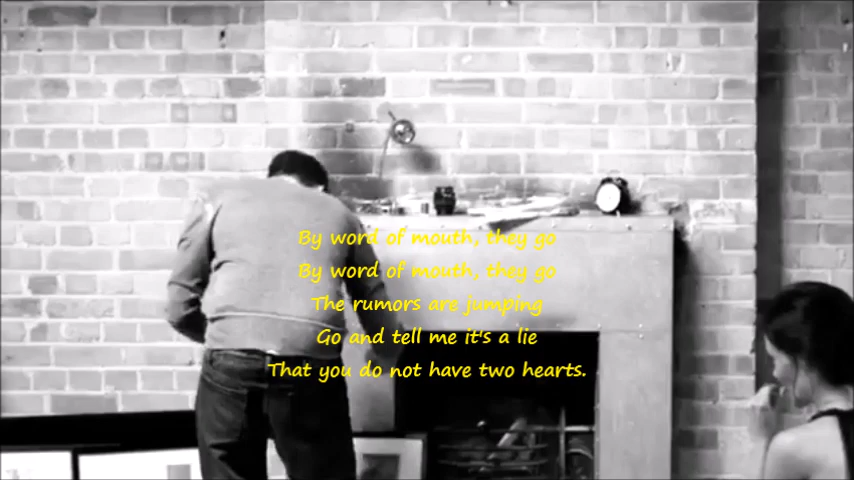 By word of mouth, they go
By word of mouth, they go
The rumors are jumping
Go and tell me it's a lie
That you do not have two hearts.